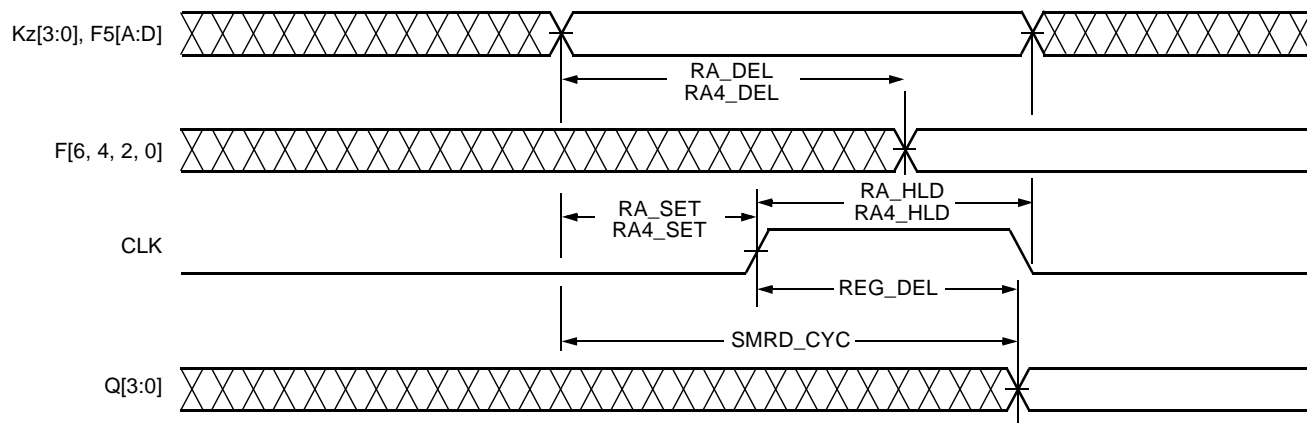 Kz[3:0], F5[A:D]
RA_DEL
RA4_DEL
F[6, 4, 2, 0]
RA_SET
RA4_SET
RA_HLD
RA4_HLD
CLK
REG_DEL
SMRD_CYC
Q[3:0]